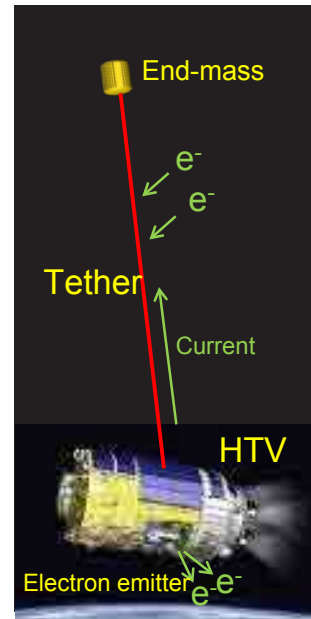 End-mass
e-
e-
Tether
Current
HTV
Electron emitter
e- e-